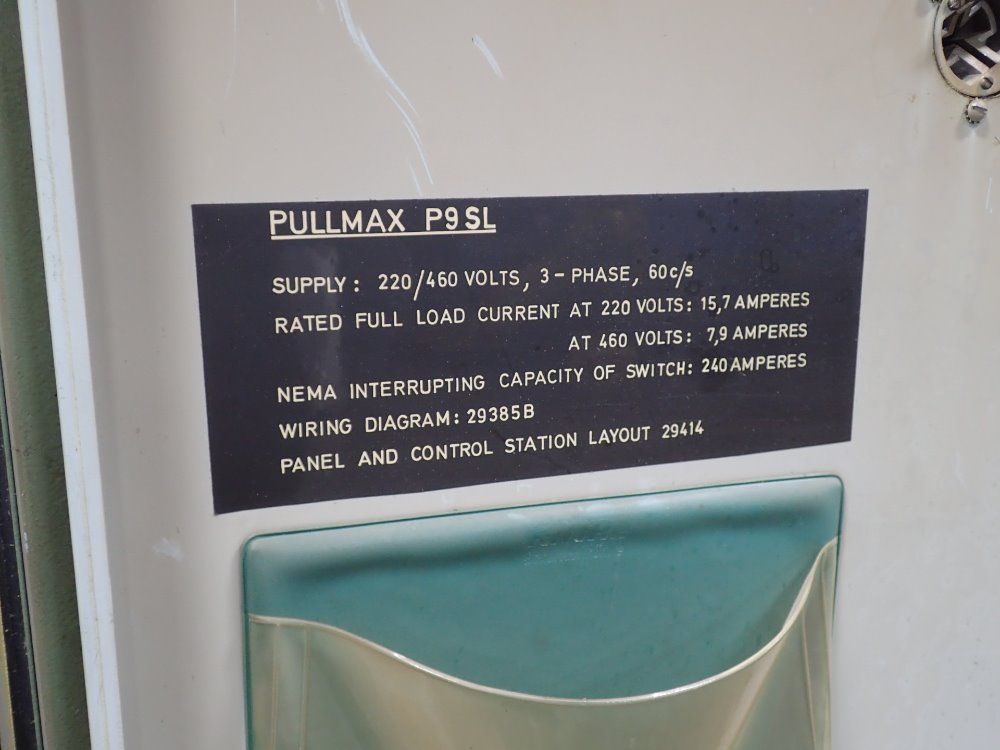 PULLMAX P9SL
SUPPLY: 220/460 VOLTS, 3-PHASE, 60c/s
RATED FULL LOAD CURRENT AT 220 VOLTS: 15,7 AMPERES
AT 460 VOLTS: 7,9 AMPERES
NEMA INTERRUPTING CAPACITY OF SWITCH: 240 AMPERES
WIRING DIAGRAM: 29385B
PANEL AND CONTROL STATION LAYOUT 29414